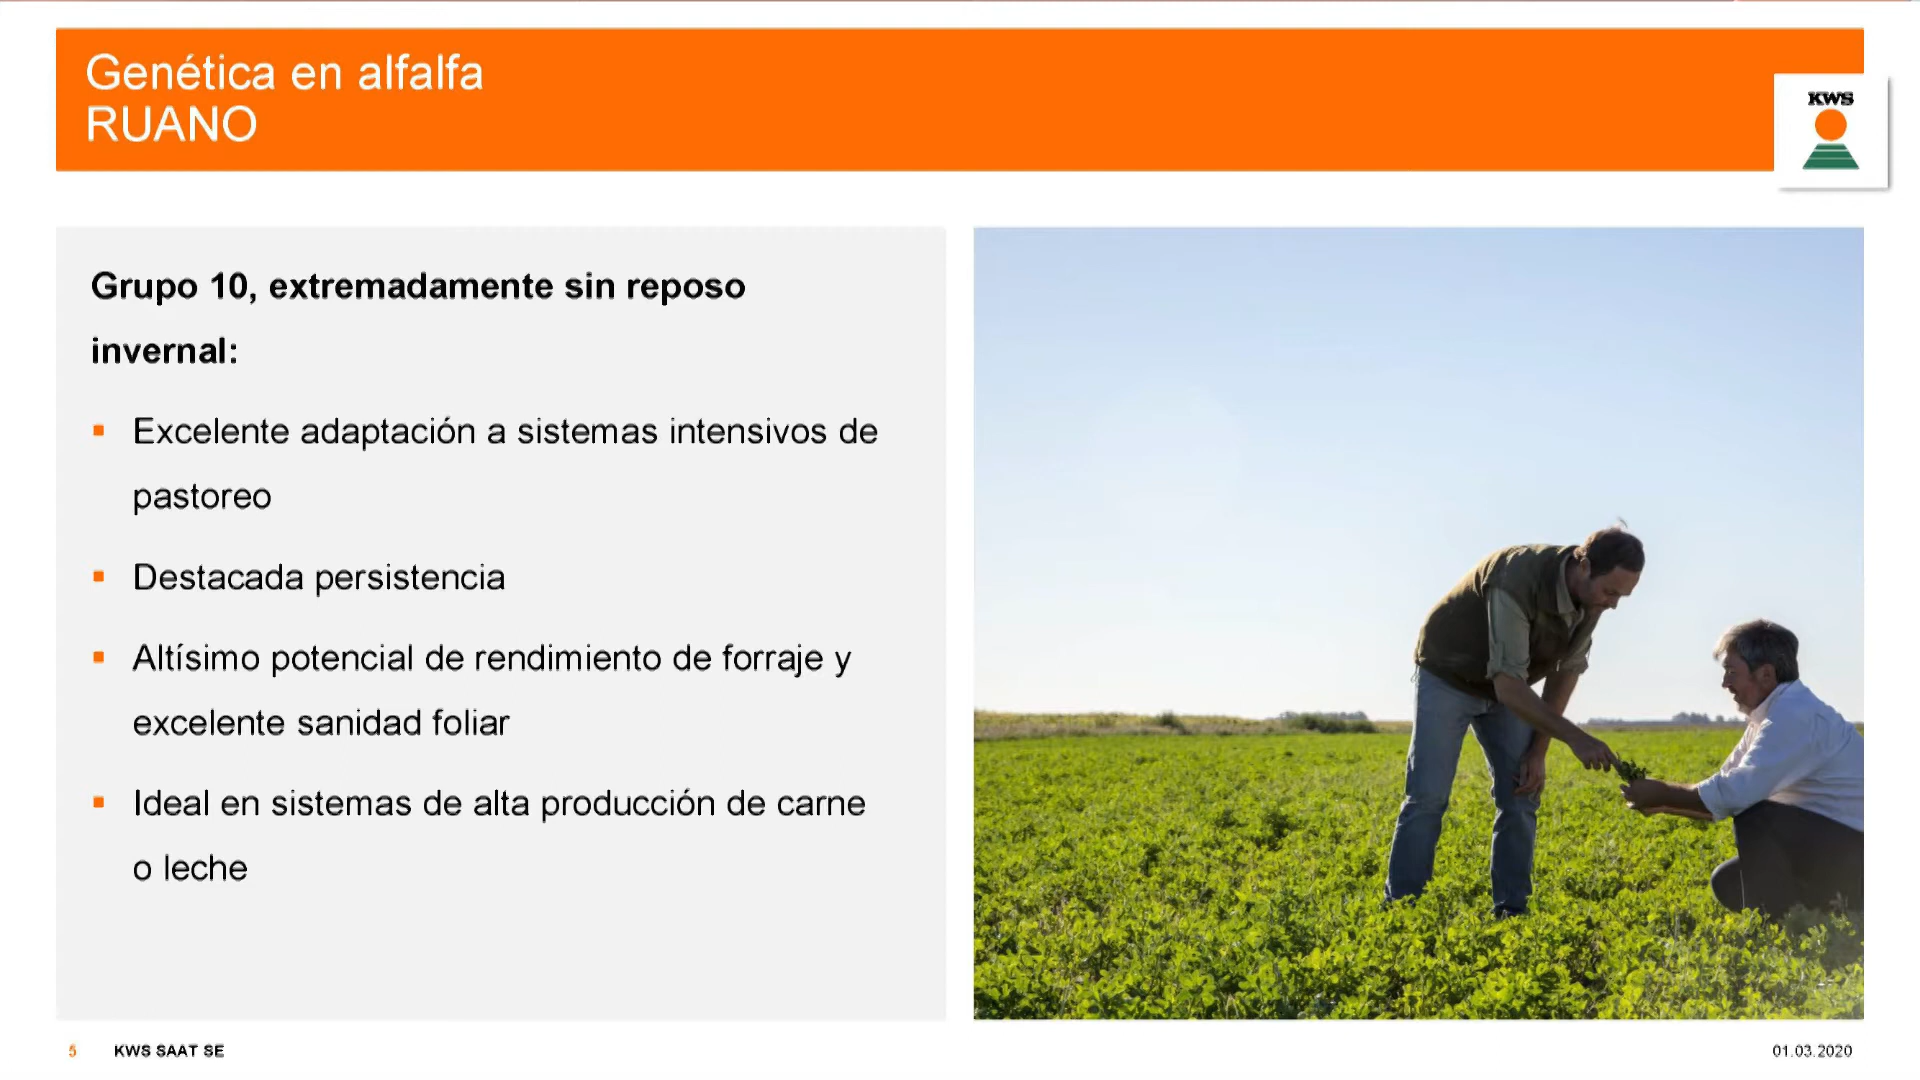 Genética en alfalfa
RUANO
KWS
Grupo 10, extremadamente sin reposo
invernal:
Excelente adaptación a sistemas intensivos de
pastoreo
Destacada persistencia
Altísimo potencial de rendimiento de forraje y
excelente sanidad foliar
Ideal en sistemas de alta producción de carne
o leche
5 KWS SAAT SE
01.03.2020